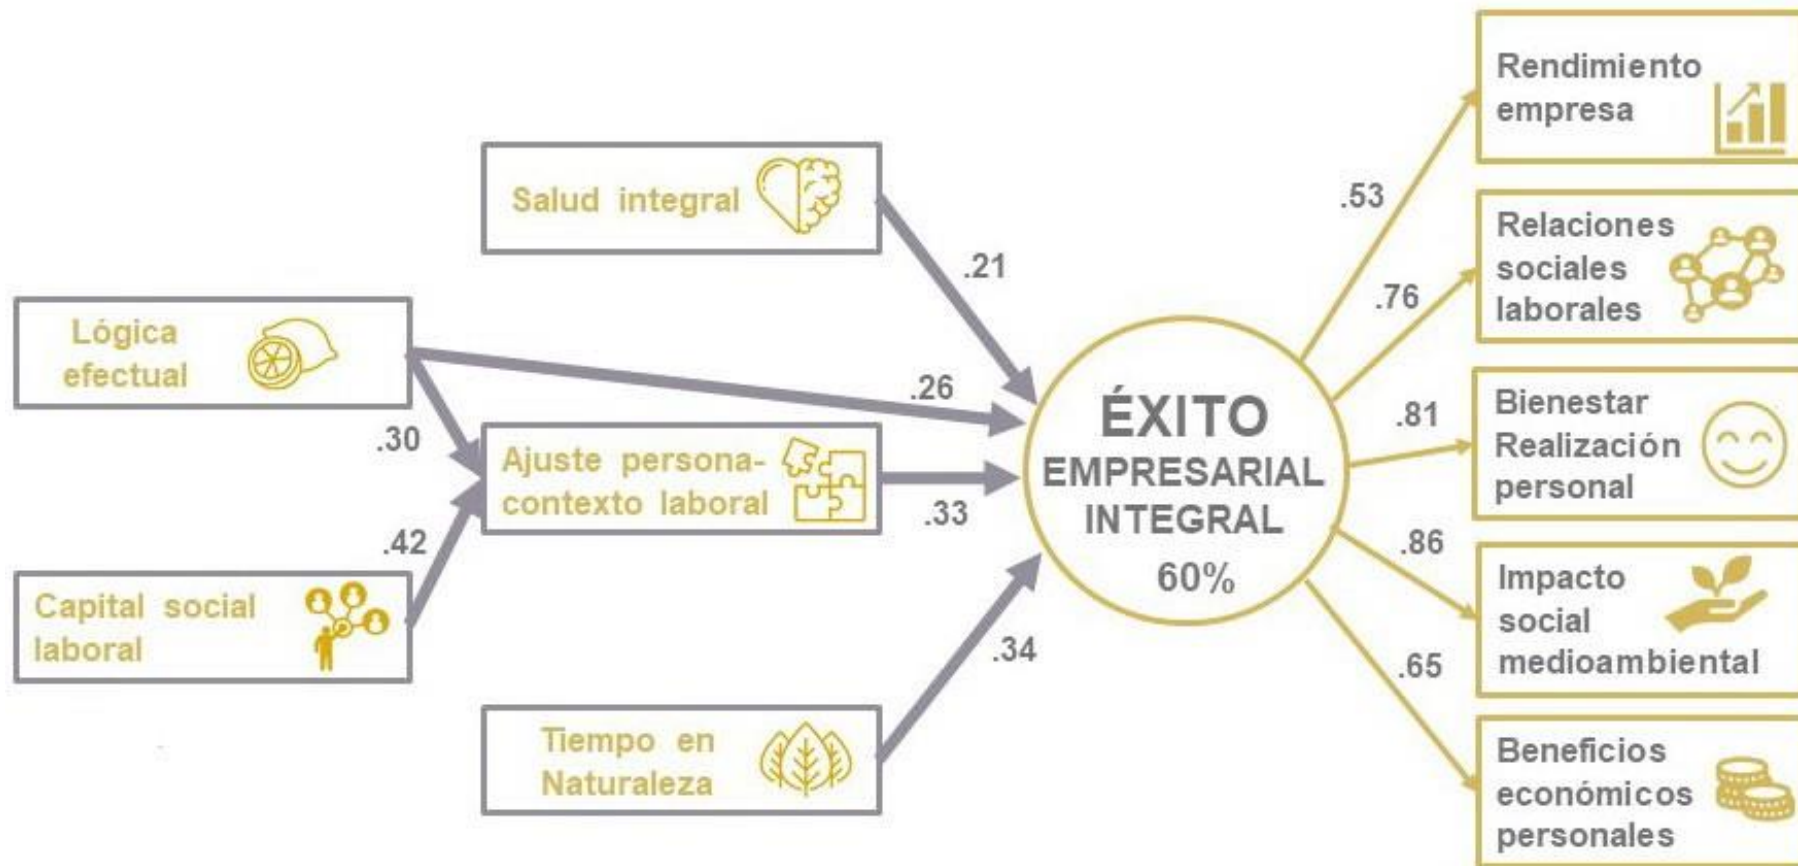 Salud integral
Lógica
efectual
Ajuste persona-
contexto laboral
Capital social
laboral
Tiempo en
Naturaleza
.21
.26
.30
.33
.42
.34
ÉXITO
EMPRESARIAL
INTEGRAL
60%
.53
.76
.81
.86
.65
Rendimiento
empresa
Relaciones
sociales
laborales
Bienestar
Realización
personal
Impacto
social
medioambiental
Beneficios
económicos
personales